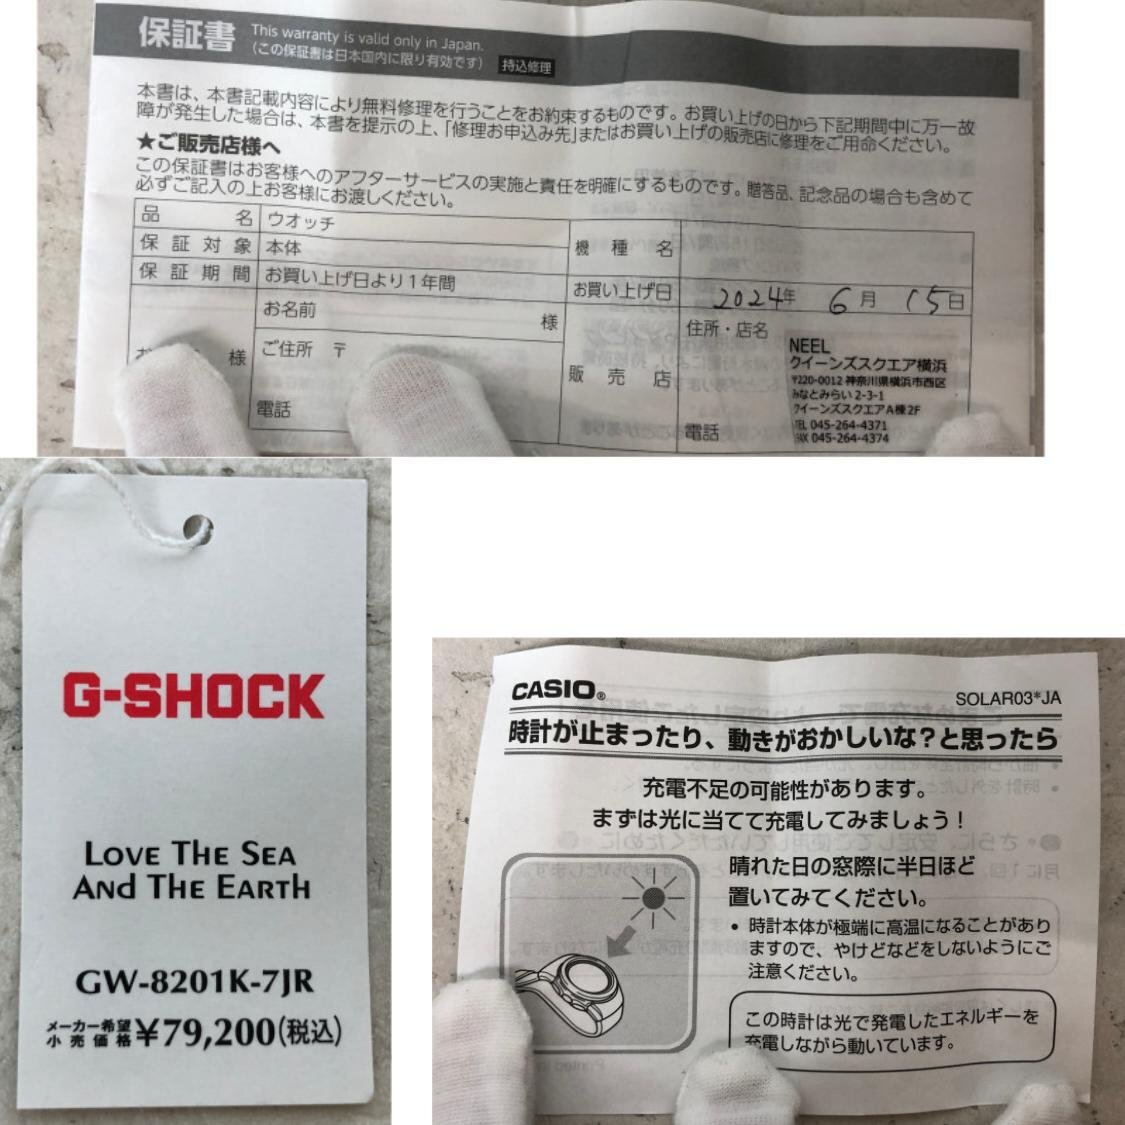 保証書 This warranty is valid only in Japan.
(この保証書は日本国内に限り有効です) 持込修理
本書は、本書記載内容により無料修理を行うことをお約束するものです。お買い上げの日から下記期間中に万一故
障が発生した場合は、本書を提示の上、「修理お申込み先」またはお買い上げの販売店に修理をご用命ください。
★ご販売店様へ
この保証書はお客様へのアフターサービスの実施と責任を明確にするものです。贈答品、記念品の場合も含めて
必ずご記入の上お客様にお渡しください。
品名 ウオッチ
保証対象 本体
機種名
保証期間 お買い上げ日より1年間
お買い上げ日 2024年 6月 15日
お 様
お名前 様
ご住所 〒
電話
販売店
住所・店名
NEEL
クイーンズスクエア横浜
〒220-0012 神奈川県横浜市西区
みなとみらい 2-3-1
クイーンズスクエアA棟2F
TEL 045-264-4371
FAX 045-264-4374
電話
G-SHOCK
LOVE THE SEA
AND THE EARTH
GW-8201K-7JR
メーカー希望
小売価格 ¥79,200(税込)
CASIO® SOLAR03*JA
時計が止まったり、動きがおかしいな?と思ったら
充電不足の可能性があります。
まずは光に当てて充電してみましょう!
晴れた日の窓際に半日ほど
置いてみてください。
• 時計本体が極端に高温になることがあり
ますので、やけどなどをしないようにご
注意ください。
この時計は光で発電したエネルギーを
充電しながら動いています。